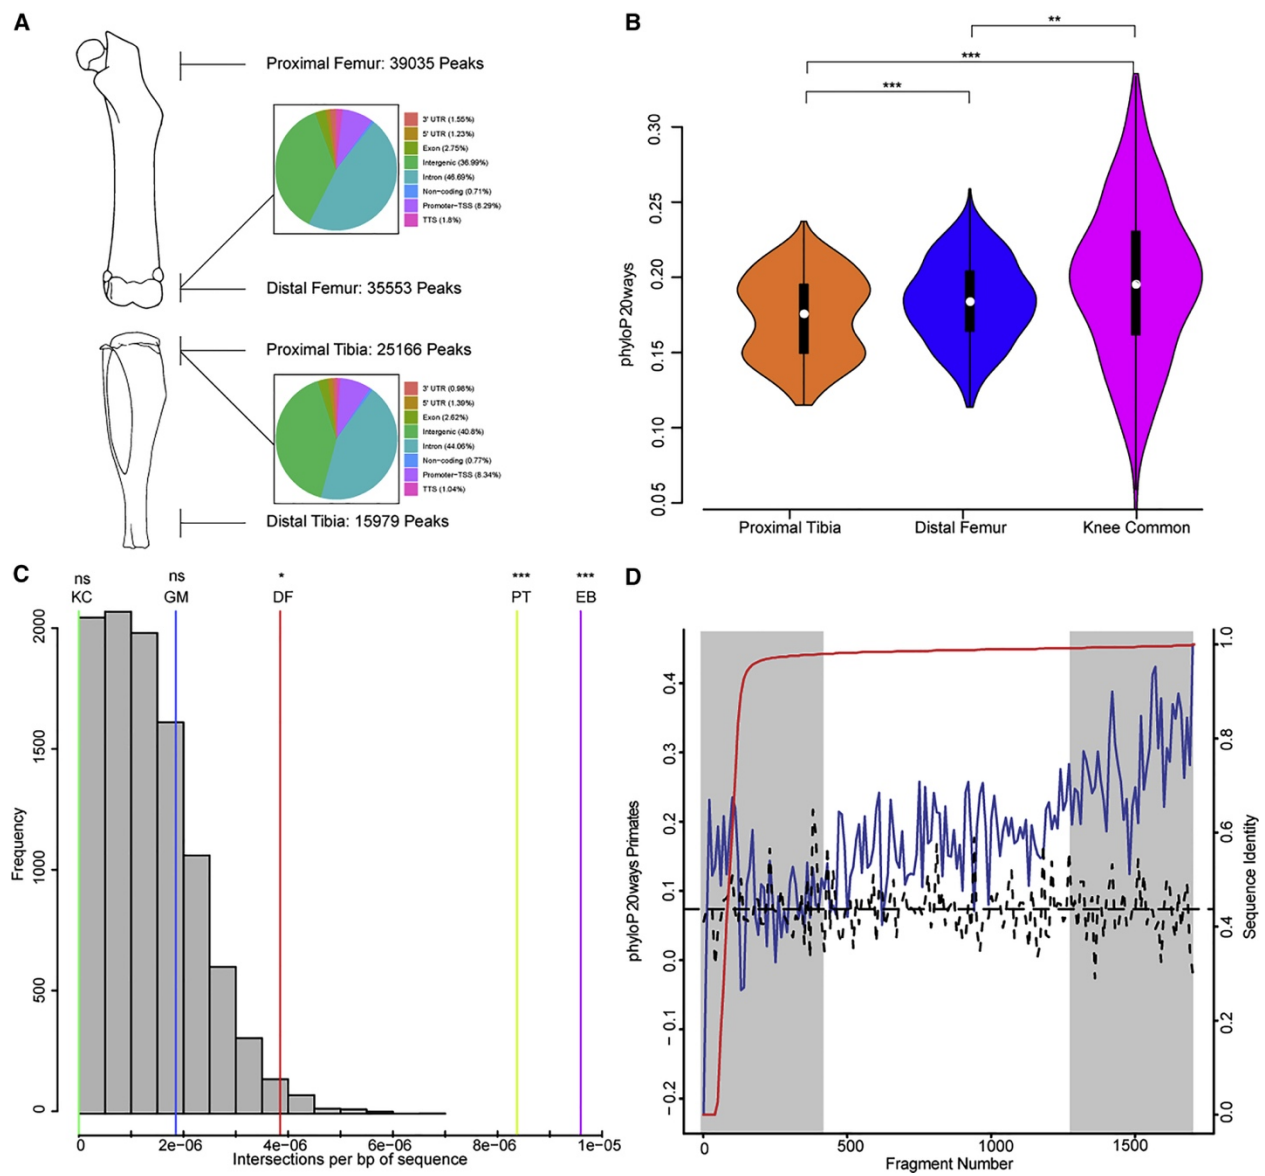 A
Proximal Femur: 39035 Peaks
3' UTR (1.55%)
5' UTR (1.23%)
Exon (2.75%)
Intergenic (36.99%)
Intron (46.69%)
Non-coding (0.71%)
Promoter-TSS (8.29%)
TTS (1.8%)
Distal Femur: 35553 Peaks
Proximal Tibia: 25166 Peaks
3' UTR (0.98%)
5' UTR (1.39%)
Exon (2.62%)
Intergenic (40.8%)
Intron (44.06%)
Non-coding (0.77%)
Promoter-TSS (8.34%)
TTS (1.04%)
Distal Tibia: 15979 Peaks
B
**
***
***
phyloP20ways
0.30
0.25
0.20
0.15
0.10
0.05
Proximal Tibia
Distal Femur
Knee Common
C
ns
ns
*
***
***
KC
GM
DF
PT
EB
Frequency
2000
1500
1000
500
0
0
2e-06
4e-06
6e-06
8e-06
1e-05
Intersections per bp of sequence
D
phyloP20ways Primates
0.4
0.3
0.2
0.1
0.0
-0.1
-0.2
1.0
0.8
0.6
0.4
0.2
0.0
Sequence Identity
0
500
1000
1500
Fragment Number